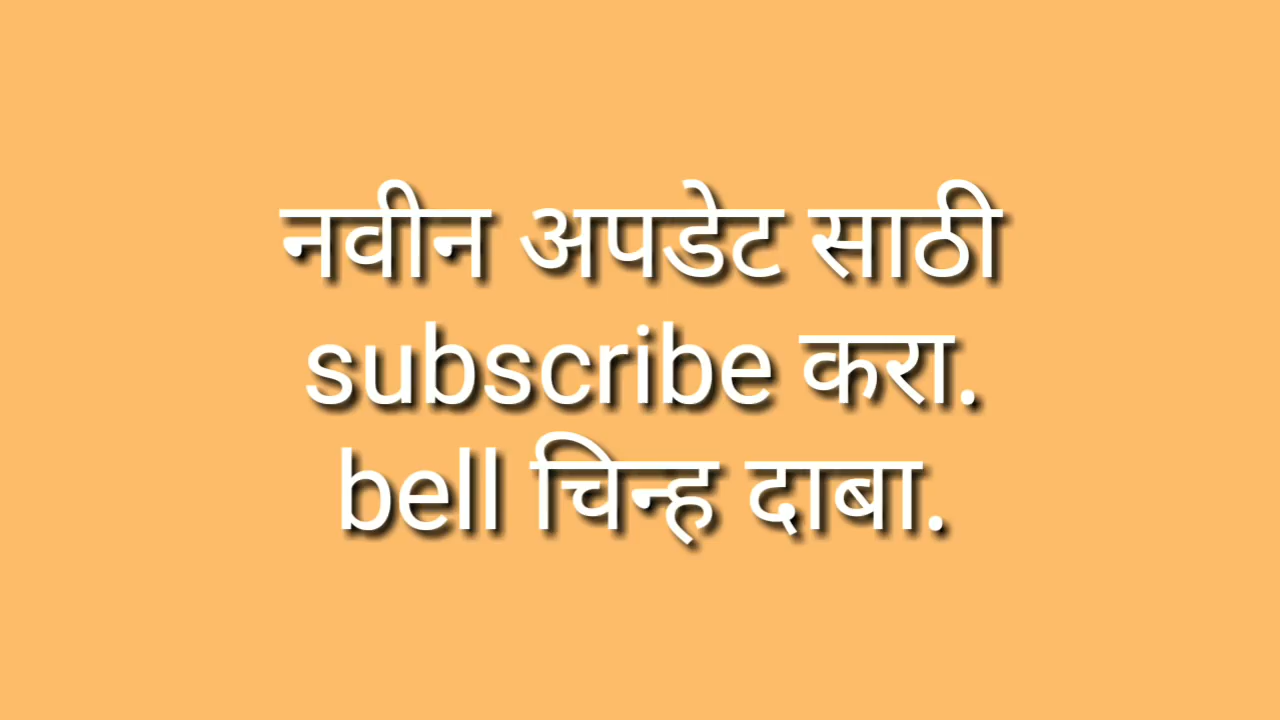 नवीन अपडेट साठी
subscribe करा.
bell चिन्ह दाबा.